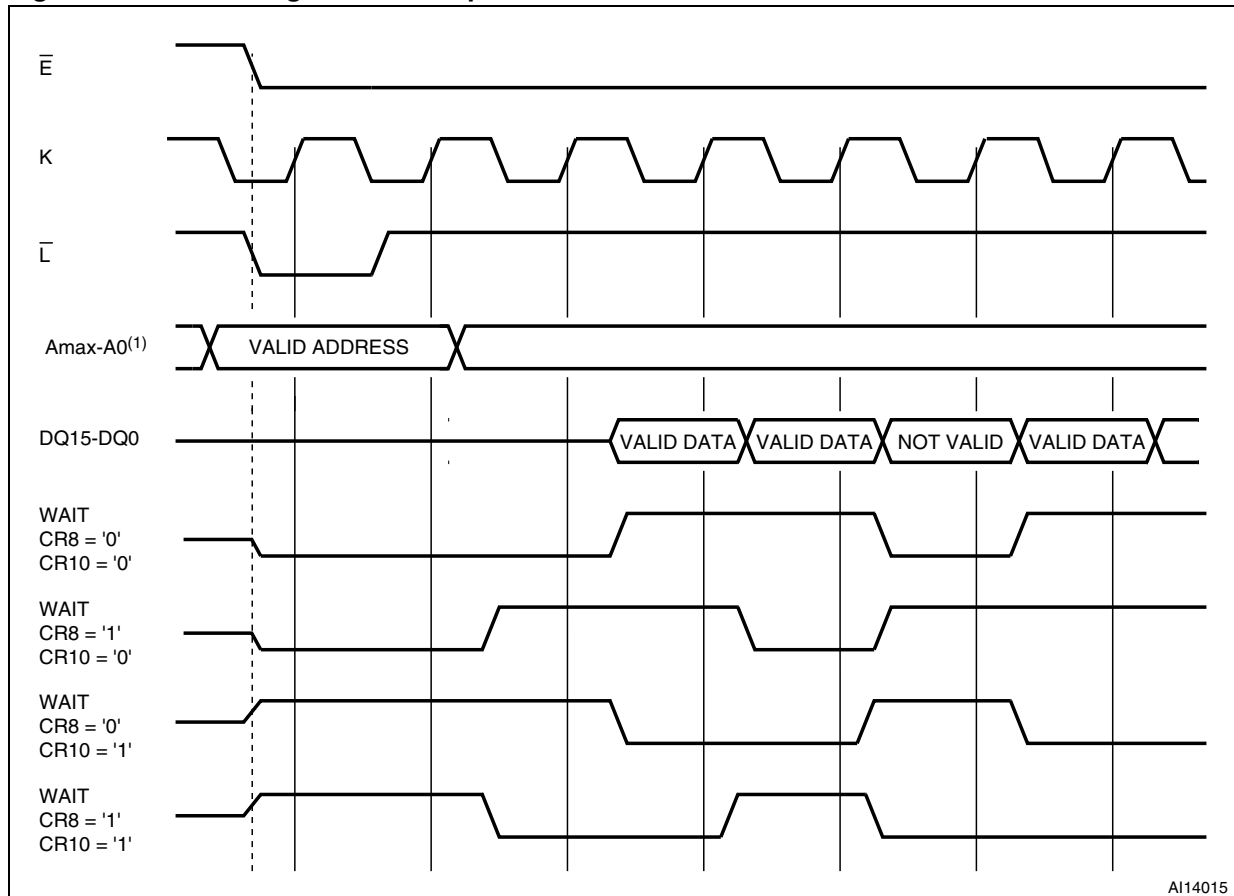 E
K
L
Amax-A0(1)
VALID ADDRESS
DQ15-DQ0
VALID DATA
VALID DATA
NOT VALID
VALID DATA
WAIT
CR8 = '0'
CR10 = '0'
WAIT
CR8 = '1'
CR10 = '0'
WAIT
CR8 = '0'
CR10 = '1'
WAIT
CR8 = '1'
CR10 = '1'
AI14015